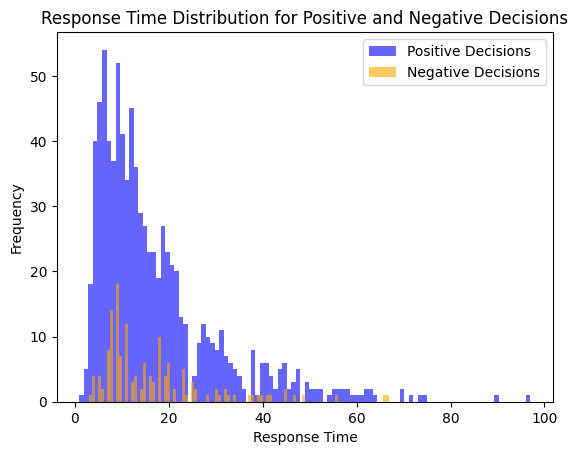 Response Time Distribution for Positive and Negative Decisions
Positive Decisions
Negative Decisions
Frequency
50
40
30
20
10
0
0 20 40 60 80 100
Response Time